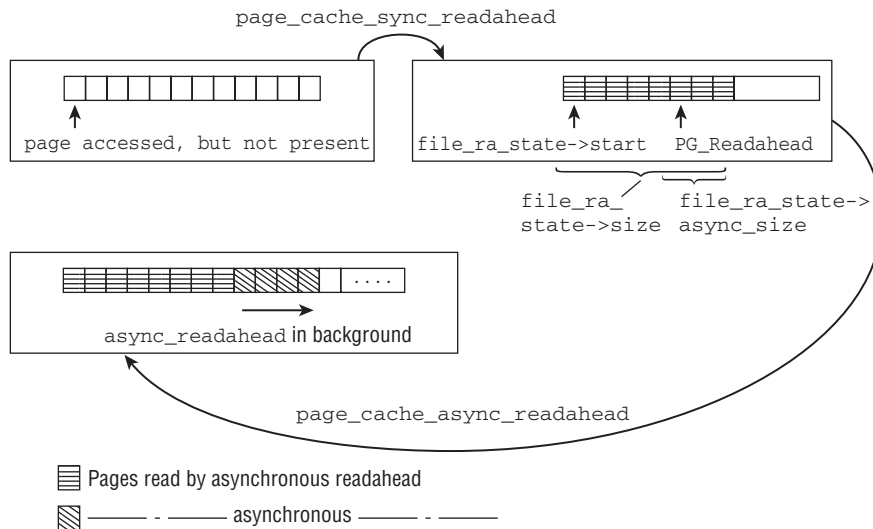 page_cache_sync_readahead
page accessed, but not present
file_ra_state->start PG_Readahead
file_ra_
state->size
file_ra_state->
async_size
. . . .
async_readahead in background
page_cache_async_readahead
Pages read by asynchronous readahead
— - — asynchronous — - —